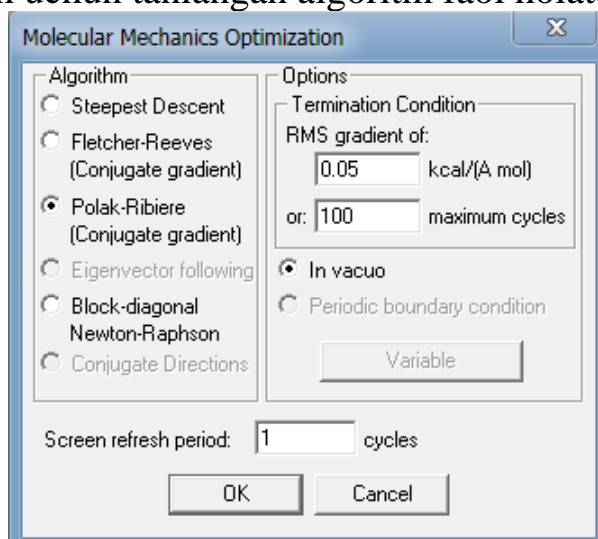 Molecular Mechanics Optimization
Algorithm
Steepest Descent
Fletcher-Reeves
(Conjugate gradient)
Polak-Ribiere
(Conjugate gradient)
Eigenvector following
Block-diagonal
Newton-Raphson
Conjugate Directions
Options
Termination Condition
RMS gradient of:
0.05 kcal/(A mol)
or: 100 maximum cycles
In vacuo
Periodic boundary condition
Variable
Screen refresh period: 1 cycles
OK Cancel